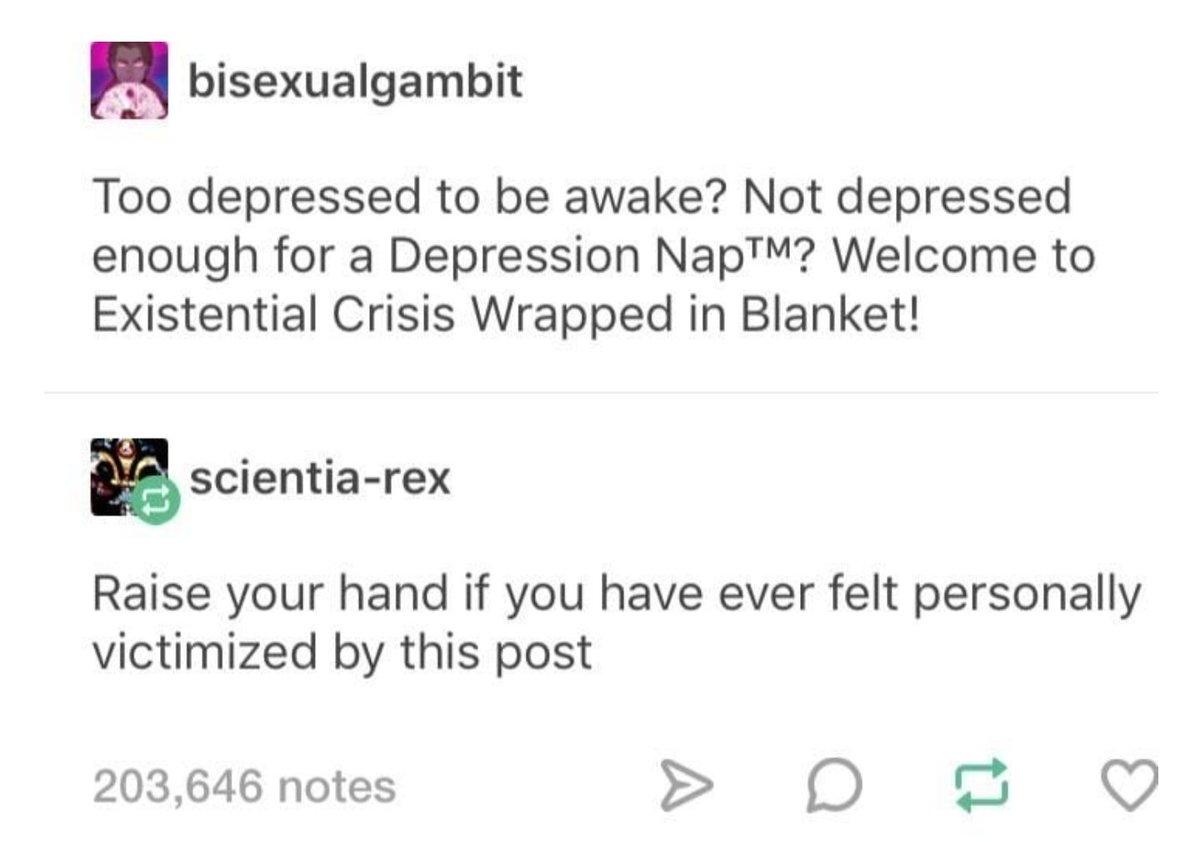 bisexualgambit
Too depressed to be awake? Not depressed
enough for a Depression Nap™? Welcome to
Existential Crisis Wrapped in Blanket!
scientia-rex
Raise your hand if you have ever felt personally
victimized by this post
203,646 notes